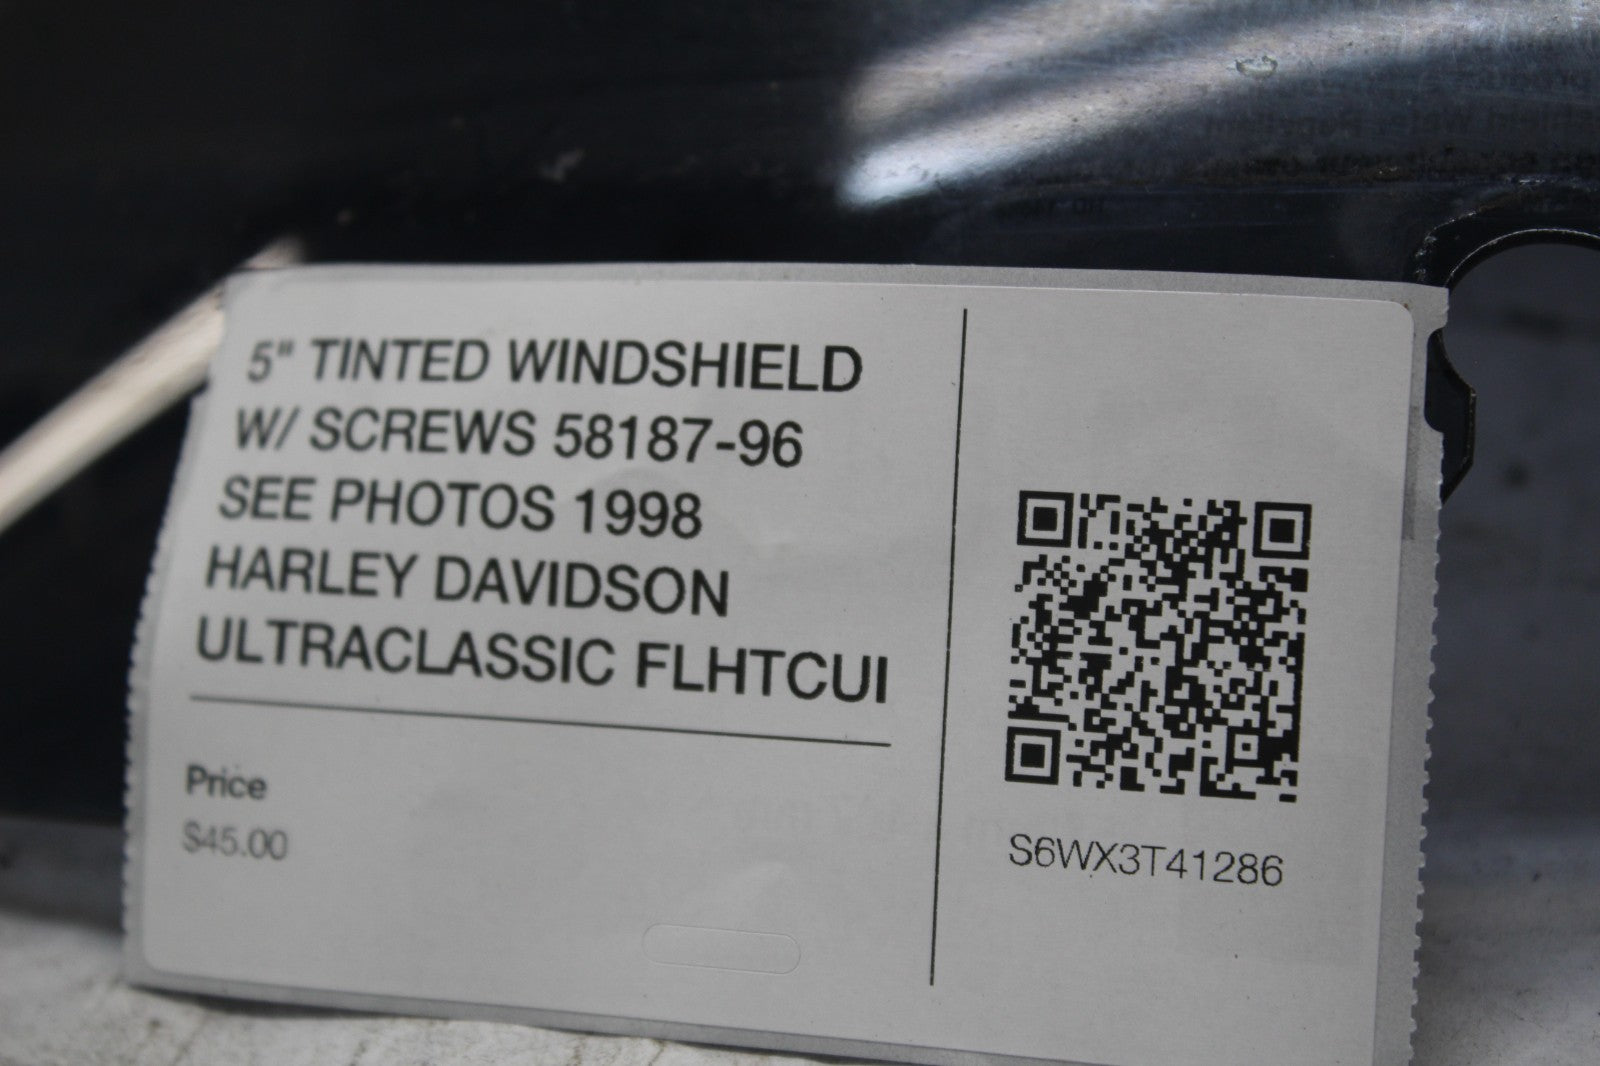 5" TINTED WINDSHIELD
W/ SCREWS 58187-96
SEE PHOTOS 1998
HARLEY DAVIDSON
ULTRACLASSIC FLHTCUI
Price
$45.00
S6WX3T41286